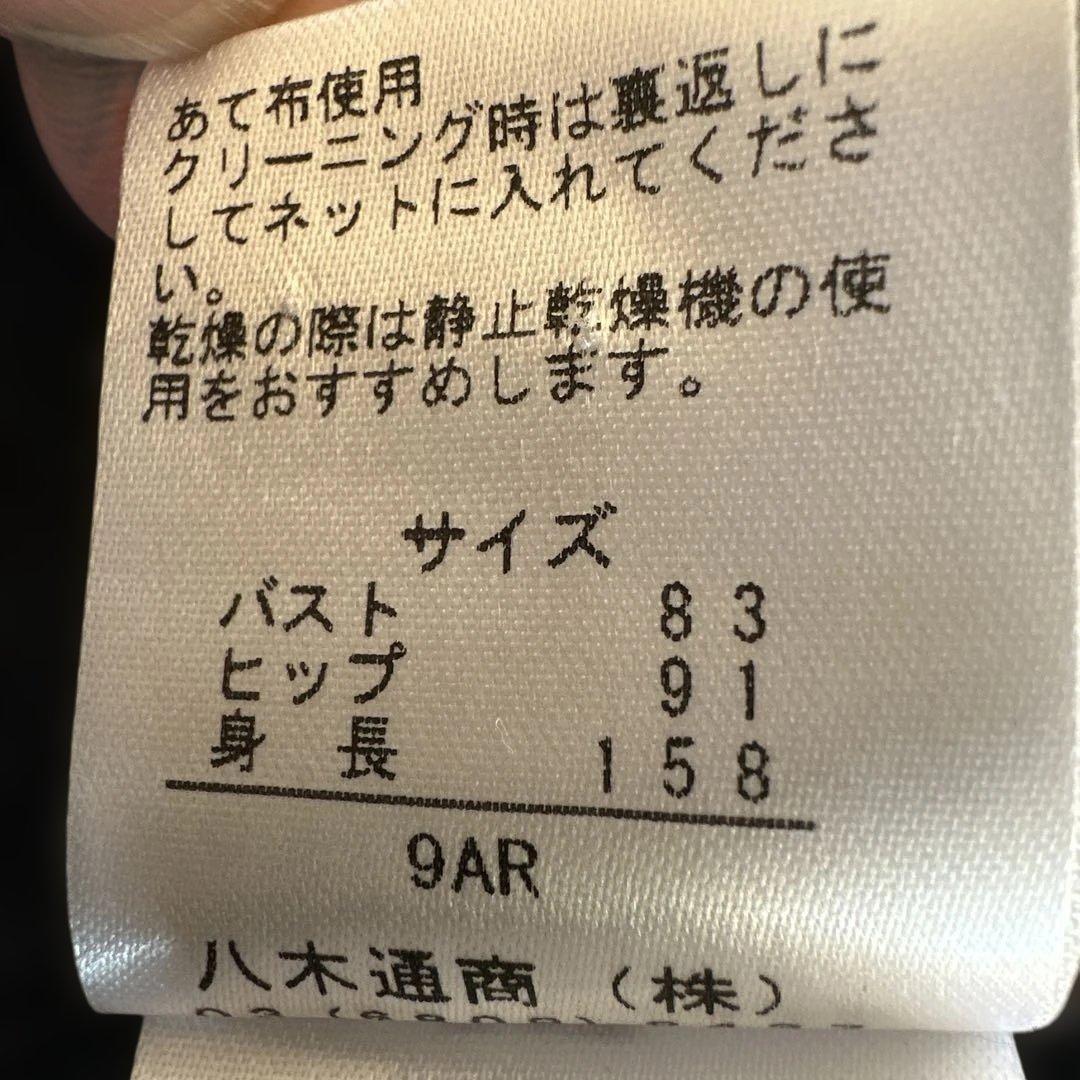 あて布使用
クリーニング時は裏返しに
してネットに入れてくださ
い。
乾燥の際は静止乾燥機の使
用をおすすめします。
サイズ
バスト 83
ヒップ 91
身長 158
9AR
八木通商（株）